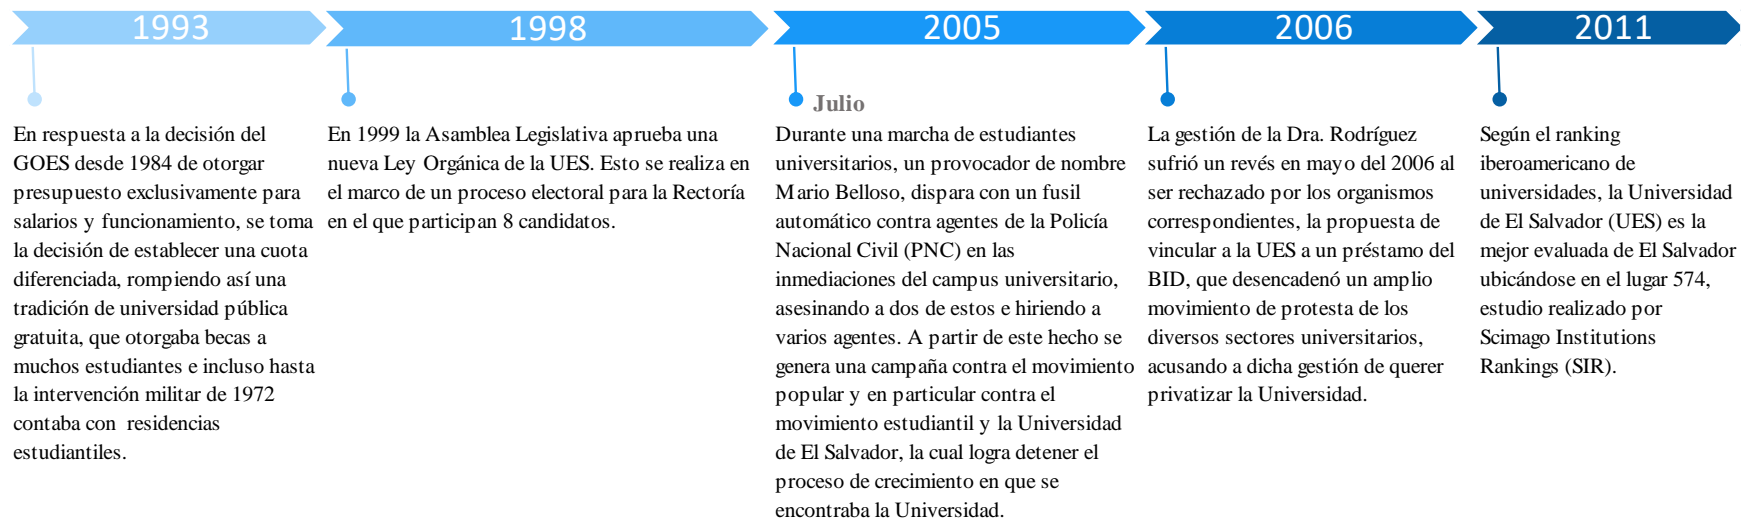 1993
En respuesta a la decisión del
GOES desde 1984 de otorgar
presupuesto exclusivamente para
salarios y funcionamiento, se toma
la decisión de establecer una cuota
diferenciada, rompiendo así una
tradición de universidad pública
gratuita, que otorgaba becas a
muchos estudiantes e incluso hasta
la intervención militar de 1972
contaba con residencias
estudiantiles.
1998
En 1999 la Asamblea Legislativa aprueba una
nueva Ley Orgánica de la UES. Esto se realiza en
el marco de un proceso electoral para la Rectoría
en el que participan 8 candidatos.
2005
Julio
Durante una marcha de estudiantes
universitarios, un provocador de nombre
Mario Belloso, dispara con un fusil
automático contra agentes de la Policía
Nacional Civil (PNC) en las
inmediaciones del campus universitario,
asesinando a dos de estos e hiriendo a
varios agentes. A partir de este hecho se
genera una campaña contra el movimiento
popular y en particular contra el
movimiento estudiantil y la Universidad
de El Salvador, la cual logra detener el
proceso de crecimiento en que se
encontraba la Universidad.
2006
La gestión de la Dra. Rodríguez
sufrió un revés en mayo del 2006 al
ser rechazado por los organismos
correspondientes, la propuesta de
vincular a la UES a un préstamo del
BID, que desencadenó un amplio
movimiento de protesta de los
diversos sectores universitarios,
acusando a dicha gestión de querer
privatizar la Universidad.
2011
Según el ranking
iberoamericano de
universidades, la Universidad
de El Salvador (UES) es la
mejor evaluada de El Salvador
ubicándose en el lugar 574,
estudio realizado por
Scimago Institutions
Rankings (SIR).